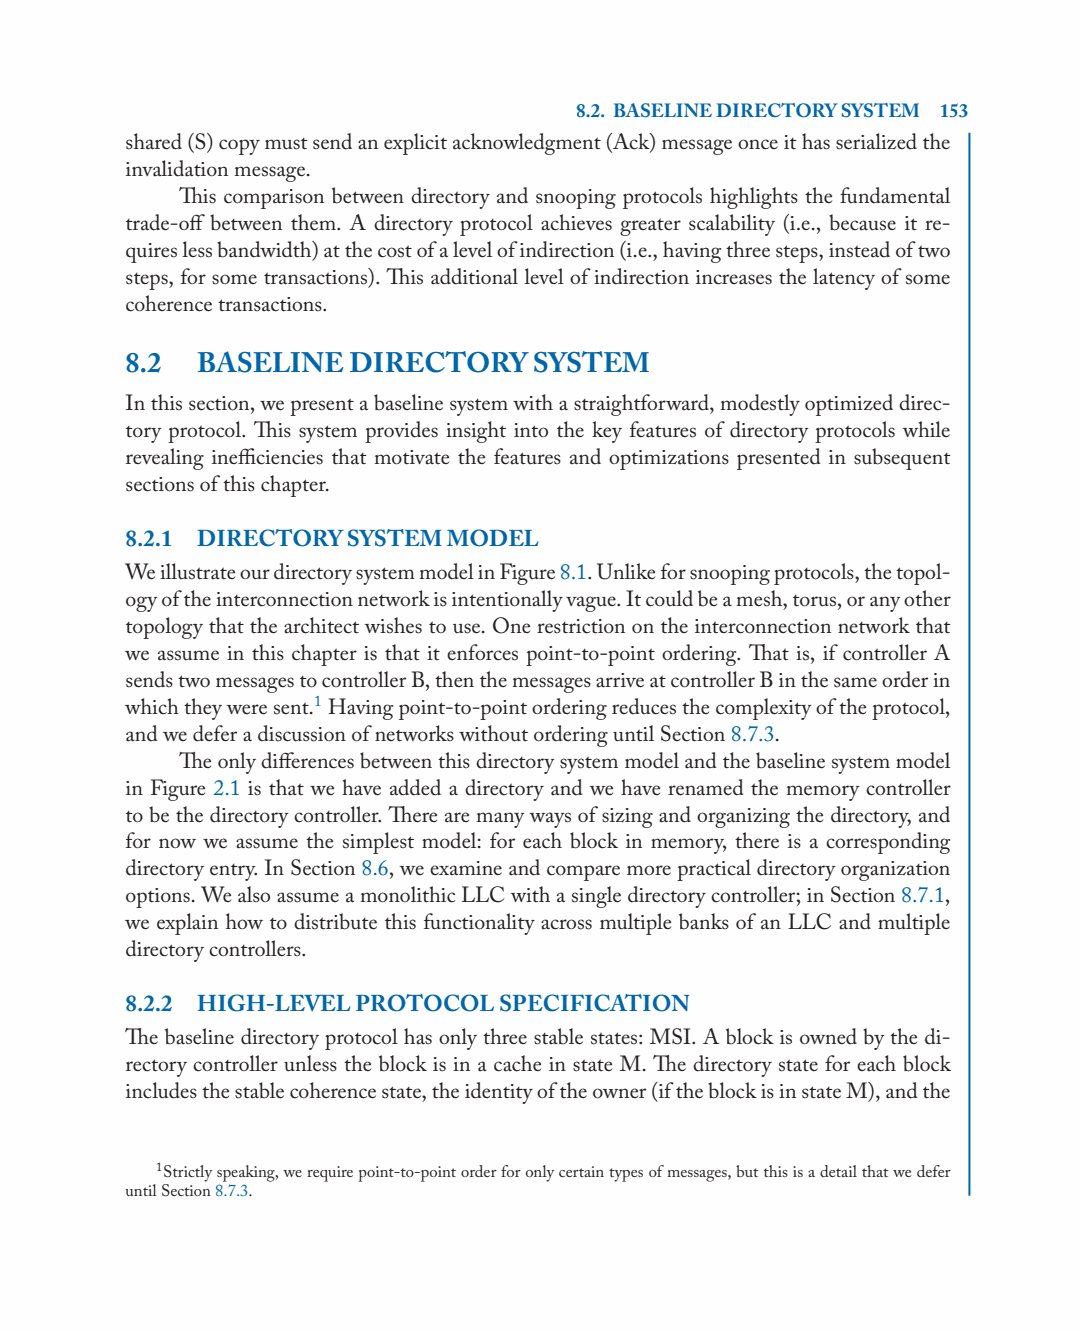 8.2. BASELINE DIRECTORY SYSTEM 153
shared (S) copy must send an explicit acknowledgment (Ack) message once it has serialized the
invalidation message.
This comparison between directory and snooping protocols highlights the fundamental
trade-off between them. A directory protocol achieves greater scalability (i.e., because it re-
quires less bandwidth) at the cost of a level of indirection (i.e., having three steps, instead of two
steps, for some transactions). This additional level of indirection increases the latency of some
coherence transactions.
8.2 BASELINE DIRECTORY SYSTEM
In this section, we present a baseline system with a straightforward, modestly optimized direc-
tory protocol. This system provides insight into the key features of directory protocols while
revealing inefficiencies that motivate the features and optimizations presented in subsequent
sections of this chapter.
8.2.1 DIRECTORY SYSTEM MODEL
We illustrate our directory system model in Figure 8.1. Unlike for snooping protocols, the topol-
ogy of the interconnection network is intentionally vague. It could be a mesh, torus, or any other
topology that the architect wishes to use. One restriction on the interconnection network that
we assume in this chapter is that it enforces point-to-point ordering. That is, if controller A
sends two messages to controller B, then the messages arrive at controller B in the same order in
which they were sent.1 Having point-to-point ordering reduces the complexity of the protocol,
and we defer a discussion of networks without ordering until Section 8.7.3.
The only differences between this directory system model and the baseline system model
in Figure 2.1 is that we have added a directory and we have renamed the memory controller
to be the directory controller. There are many ways of sizing and organizing the directory, and
for now we assume the simplest model: for each block in memory, there is a corresponding
directory entry. In Section 8.6, we examine and compare more practical directory organization
options. We also assume a monolithic LLC with a single directory controller; in Section 8.7.1,
we explain how to distribute this functionality across multiple banks of an LLC and multiple
directory controllers.
8.2.2 HIGH-LEVEL PROTOCOL SPECIFICATION
The baseline directory protocol has only three stable states: MSI. A block is owned by the di-
rectory controller unless the block is in a cache in state M. The directory state for each block
includes the stable coherence state, the identity of the owner (if the block is in state M), and the
1Strictly speaking, we require point-to-point order for only certain types of messages, but this is a detail that we defer
until Section 8.7.3.